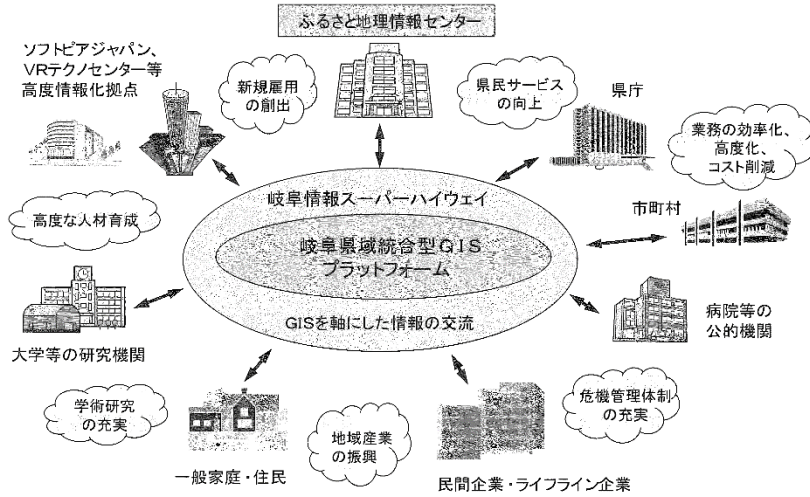 ふるさと地理情報センター
ソフトピアジャパン、
VRテクノセンター等
高度情報化拠点
新規雇用
の創出
県民サービス
の向上
県庁
業務の効率化、
高度化、
コスト削減
岐阜情報スーパーハイウェイ
高度な人材育成
市町村
岐阜県域統合型GIS
プラットフォーム
GISを軸にした情報の交流
大学等の研究機関
病院等の
公的機関
学術研究
の充実
地域産業
の振興
危機管理体制
の充実
一般家庭・住民
民間企業・ライフライン企業